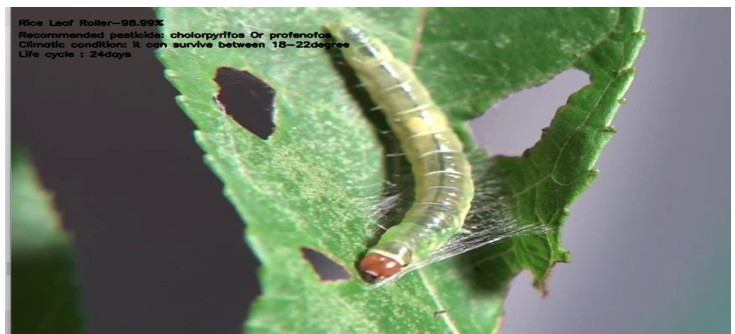 Rice Leaf Roller-98.99%
Recommended pesticide: cholorpyrifos Or profenofos
Climatic condition: it can survive between 18-22degree
Life cycle : 24days